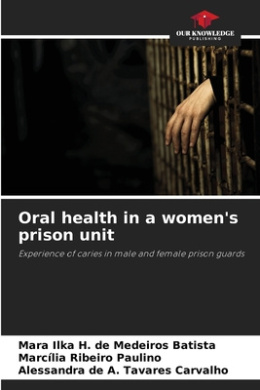 OUR KNOWLEDGE
PUBLISHING
Oral health in a women's
prison unit
Experience of caries in male and female prison guards
Mara Ilka H. de Medeiros Batista
Marcília Ribeiro Paulino
Alessandra de A. Tavares Carvalho